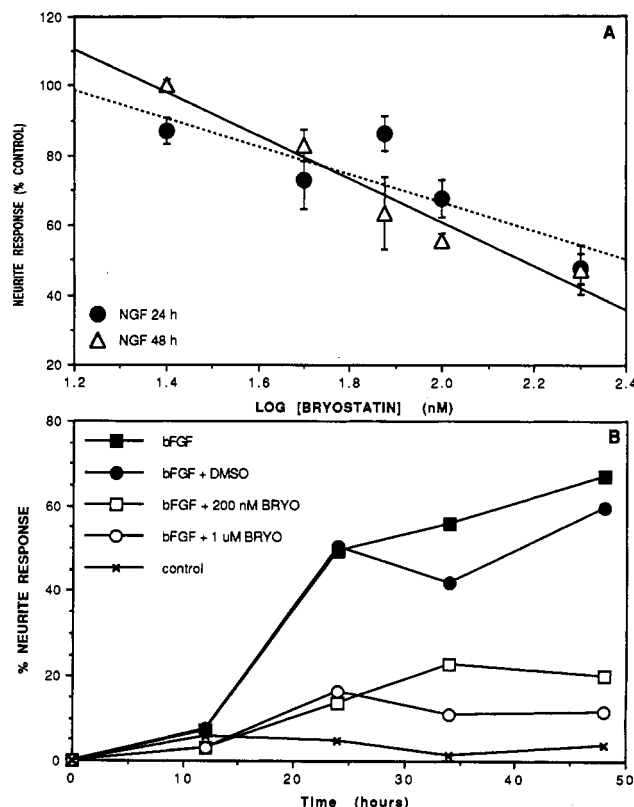 120
A
100
80
60
40
20
NEURITE RESPONSE (% CONTROL)
NGF 24 h
NGF 48 h
1.2 1.4 1.6 1.8 2.0 2.2 2.4
LOG [BRYOSTATIN] (nM)
80
B
60
40
20
0
% NEURITE RESPONSE
bFGF
bFGF + DMSO
bFGF + 200 nM BRYO
bFGF + 1 uM BRYO
control
0 10 20 30 40 50
Time (hours)